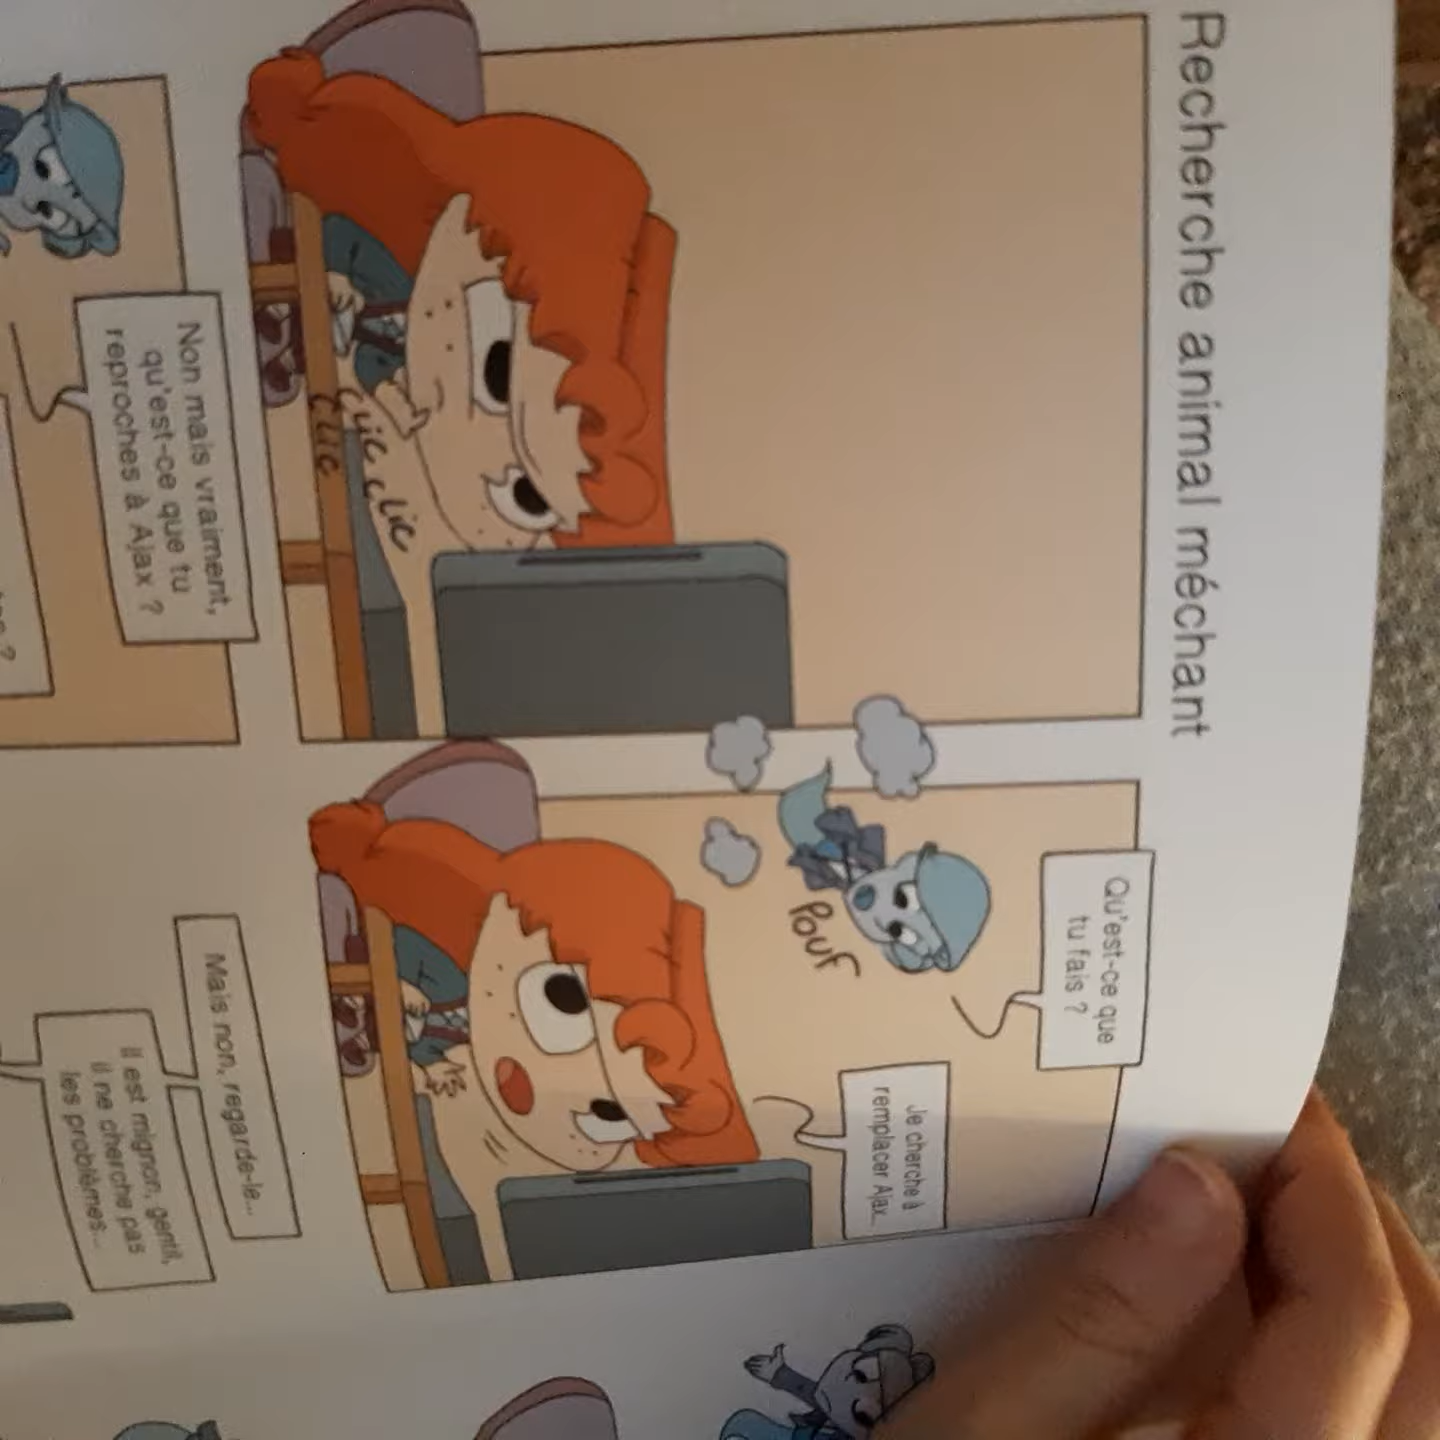 Recherche animal méchant
clic
clic
clic
Qu'est-ce que
tu fais ?
Pouf
Je cherche à
remplacer Ajax...
Non mais vraiment,
qu'est-ce que tu
reproches à Ajax ?
?
Mais non, regarde-le...
Il est mignon, gentil,
il ne cherche pas
les problèmes...